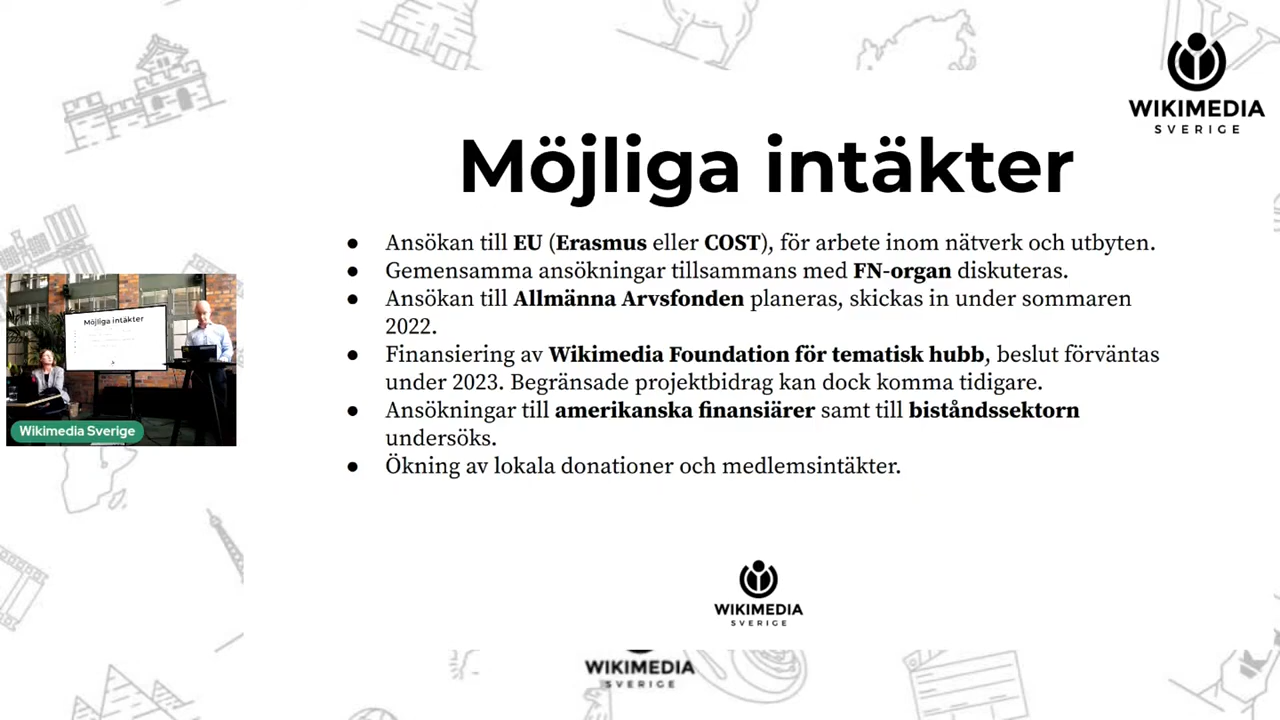 WIKIMEDIA
SVERIGE
Möjliga intäkter
● Ansökan till EU (Erasmus eller COST), för arbete inom nätverk och utbyten.
● Gemensamma ansökningar tillsammans med FN-organ diskuteras.
● Ansökan till Allmänna Arvsfonden planeras, skickas in under sommaren
2022.
● Finansiering av Wikimedia Foundation för tematisk hubb, beslut förväntas
under 2023. Begränsade projektbidrag kan dock komma tidigare.
● Ansökningar till amerikanska finansiärer samt till biståndssektorn
undersöks.
● Ökning av lokala donationer och medlemsintäkter.
Möjliga intäkter
Wikimedia Sverige
WIKIMEDIA
SVERIGE
WIKIMEDIA
SVERIGE